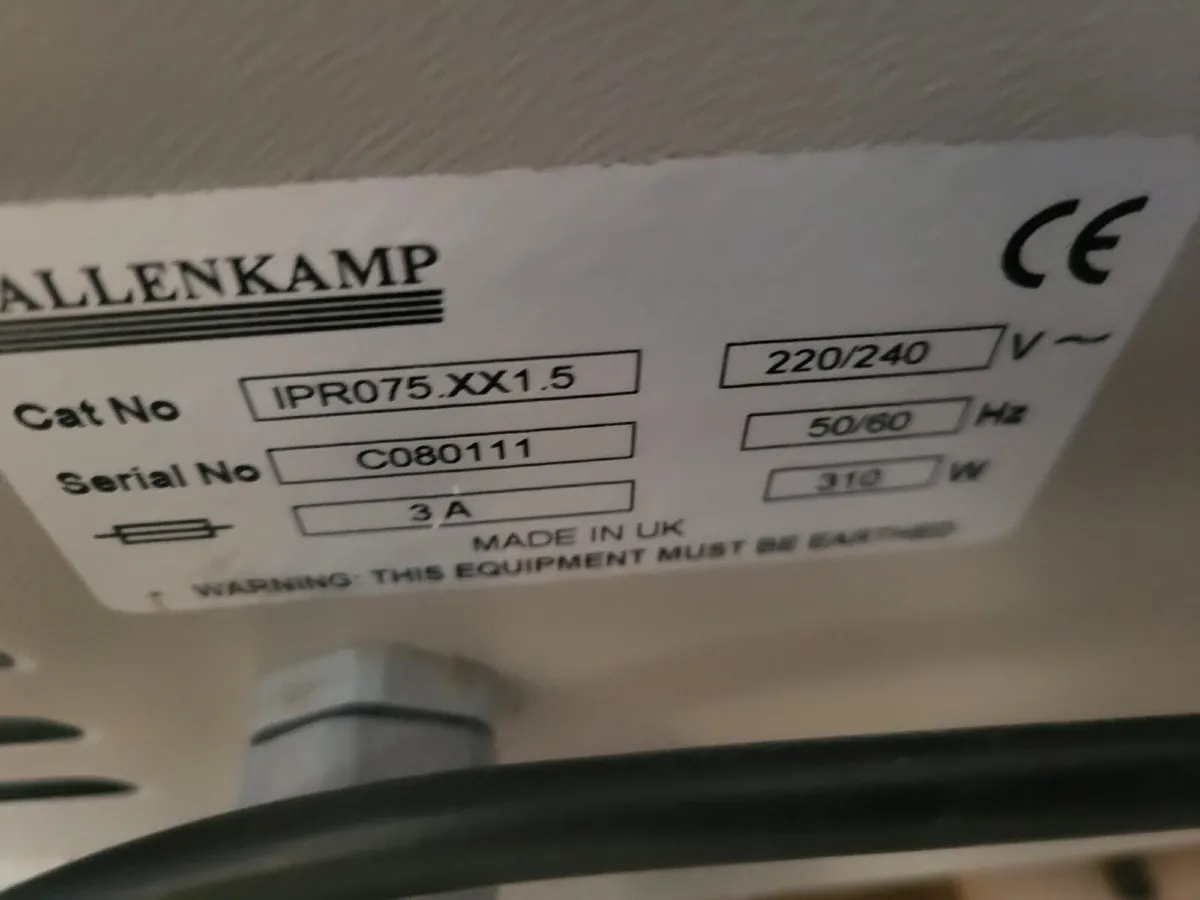 ALLENKAMP
CE
Cat No IPR075.XX1.5 220/240 V ~
Serial No C080111 50/60 Hz
3 A 310 W
MADE IN UK
WARNING: THIS EQUIPMENT MUST BE EARTHED